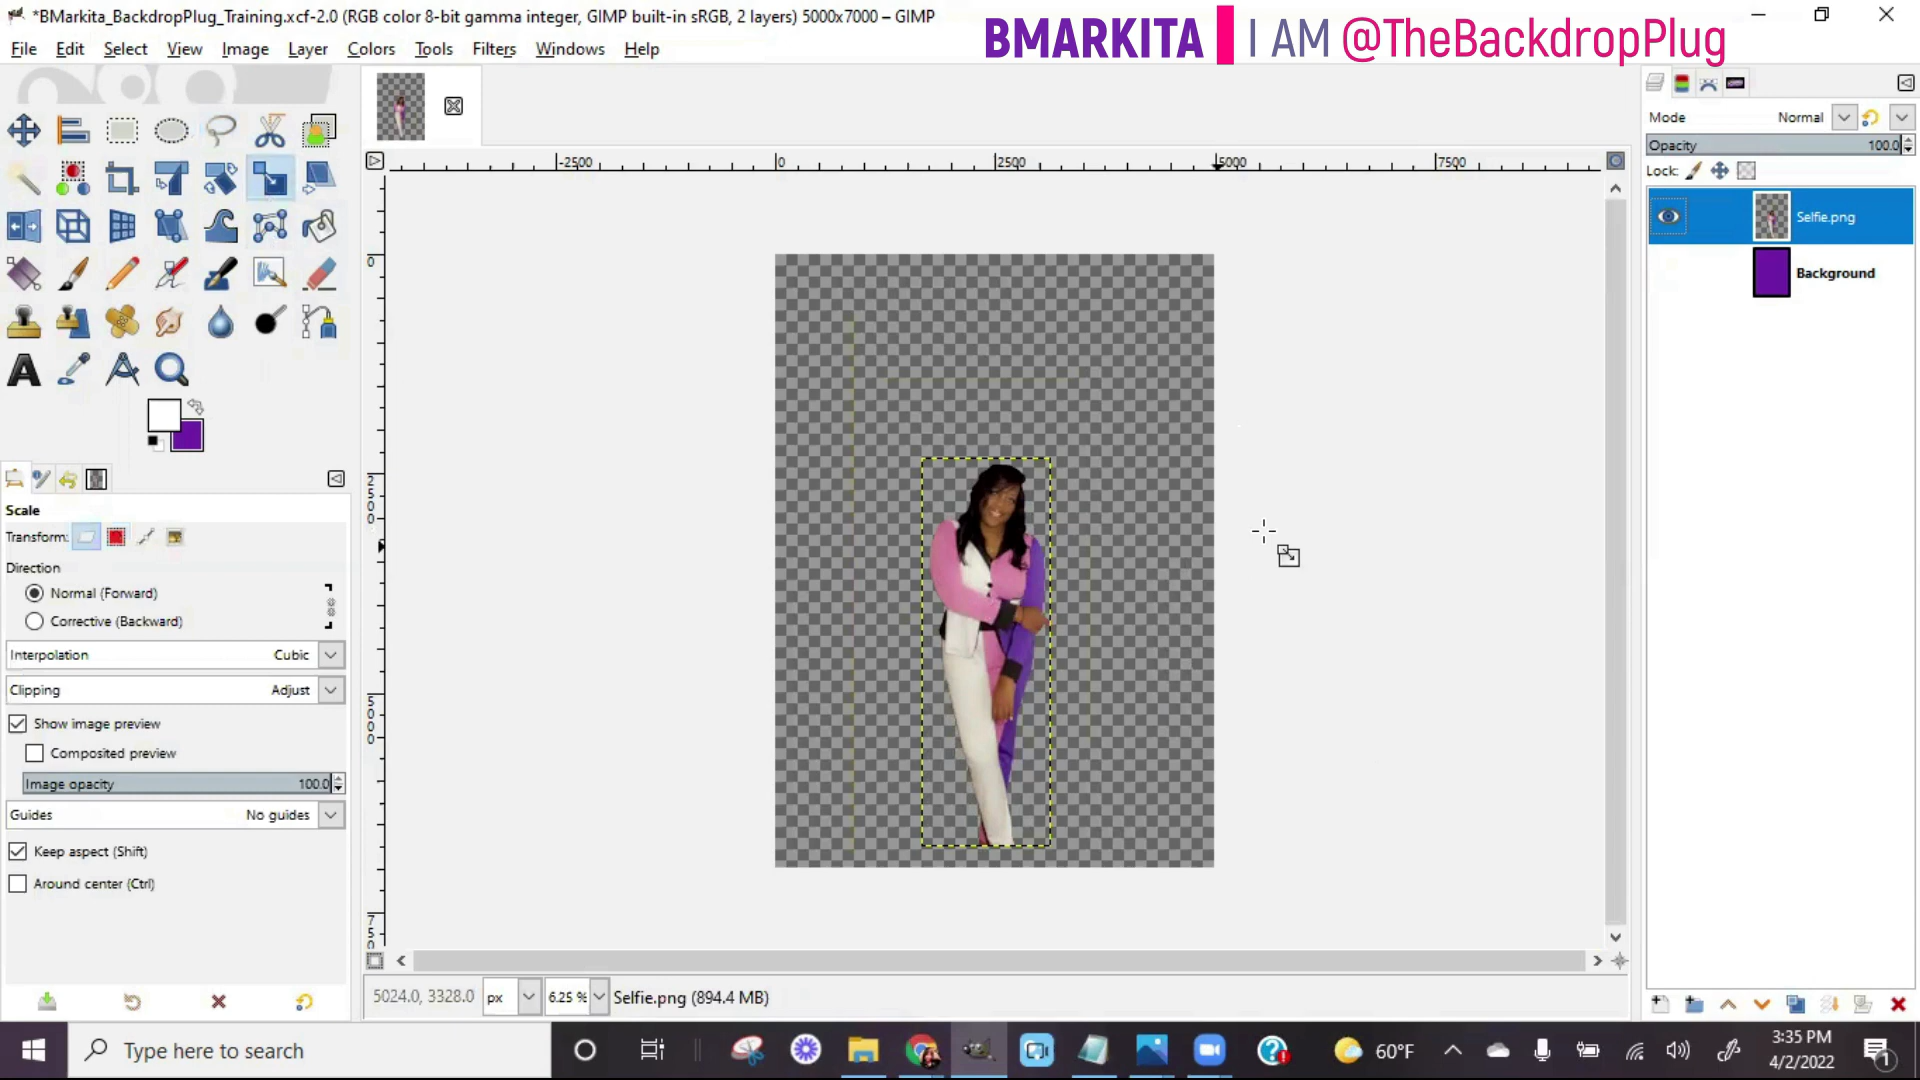 *BMarkita_BackdropPlug_Training.xcf-2.0 (RGB color 8-bit gamma integer, GIMP built-in sRGB, 2 layers) 5000x7000 – GIMP
BMARKITA | I AM @TheBackdropPlug
File Edit Select View Image Layer Colors Tools Filters Windows Help
Mode Normal
Opacity 100.0
Lock:
-2500 0 2500 5000 7500
Selfie.png
Background
0
2500
5000
750
Scale
Transform:
Direction
Normal (Forward)
Corrective (Backward)
Interpolation Cubic
Clipping Adjust
Show image preview
Composited preview
Image opacity 100.0
Guides No guides
Keep aspect (Shift)
Around center (Ctrl)
5024.0, 3328.0 px 6.25 % Selfie.png (894.4 MB)
Type here to search
60°F
3:35 PM
4/2/2022
1